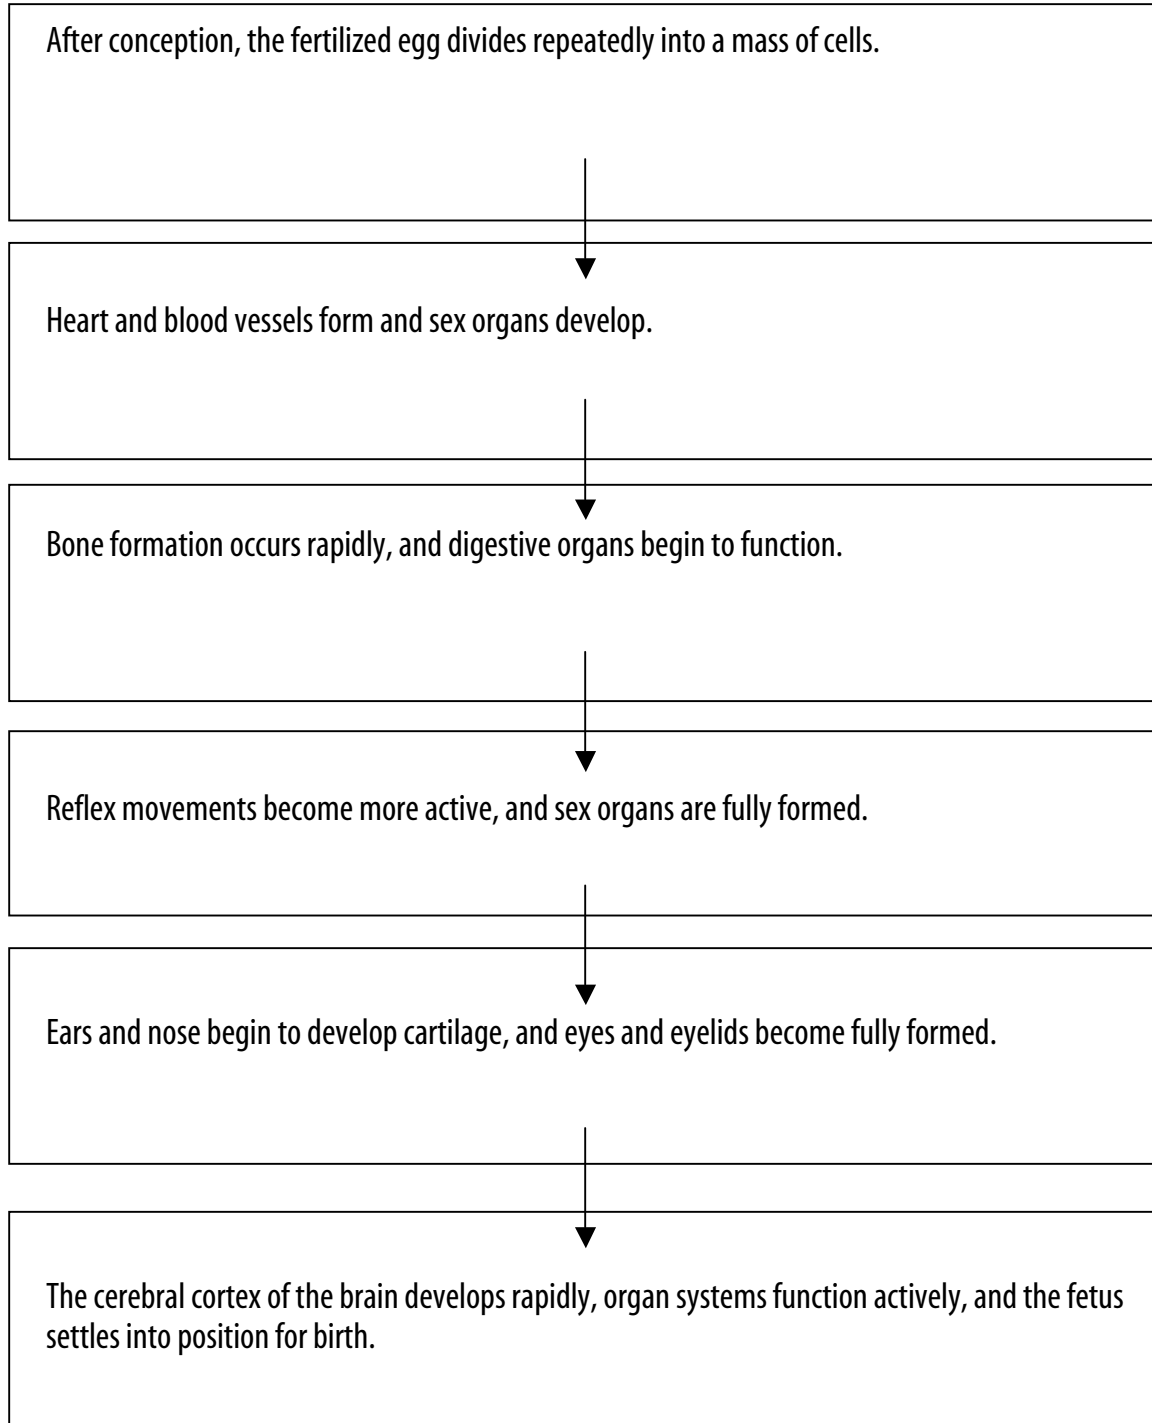 After conception, the fertilized egg divides repeatedly into a mass of cells.
Heart and blood vessels form and sex organs develop.
Bone formation occurs rapidly, and digestive organs begin to function.
Reflex movements become more active, and sex organs are fully formed.
Ears and nose begin to develop cartilage, and eyes and eyelids become fully formed.
The cerebral cortex of the brain develops rapidly, organ systems function actively, and the fetus
settles into position for birth.